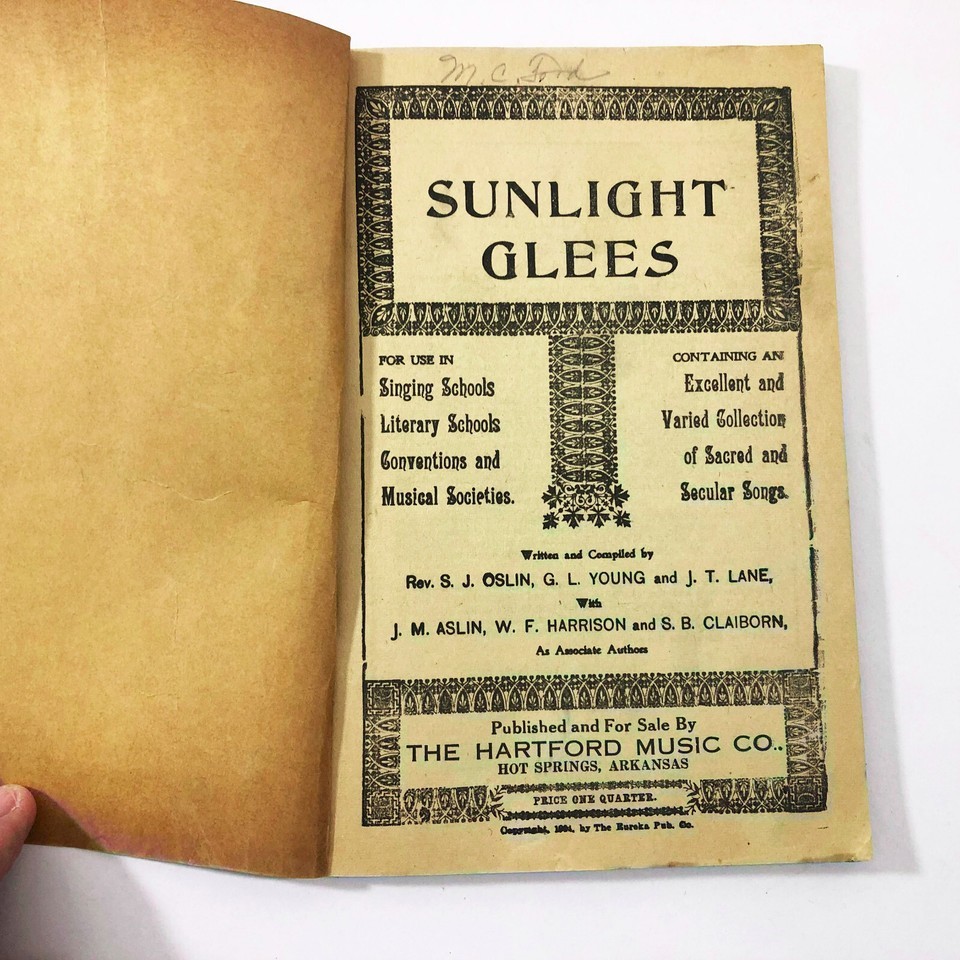 M. C. Ford
SUNLIGHT
GLEES
FOR USE IN
Singing Schools
Literary Schools
Conventions and
Musical Societies.
CONTAINING AN
Excellent and
Varied Collection
of Sacred and
Secular Songs.
Written and Compiled by
Rev. S. J. OSLIN, G. L. YOUNG and J. T. LANE,
With
J. M. ASLIN, W. F. HARRISON and S. B. CLAIBORN,
As Associate Authors
Published and For Sale By
THE HARTFORD MUSIC CO..
HOT SPRINGS, ARKANSAS
PRICE ONE QUARTER.
Copyright, 1904, by The Eureka Pub. Co.